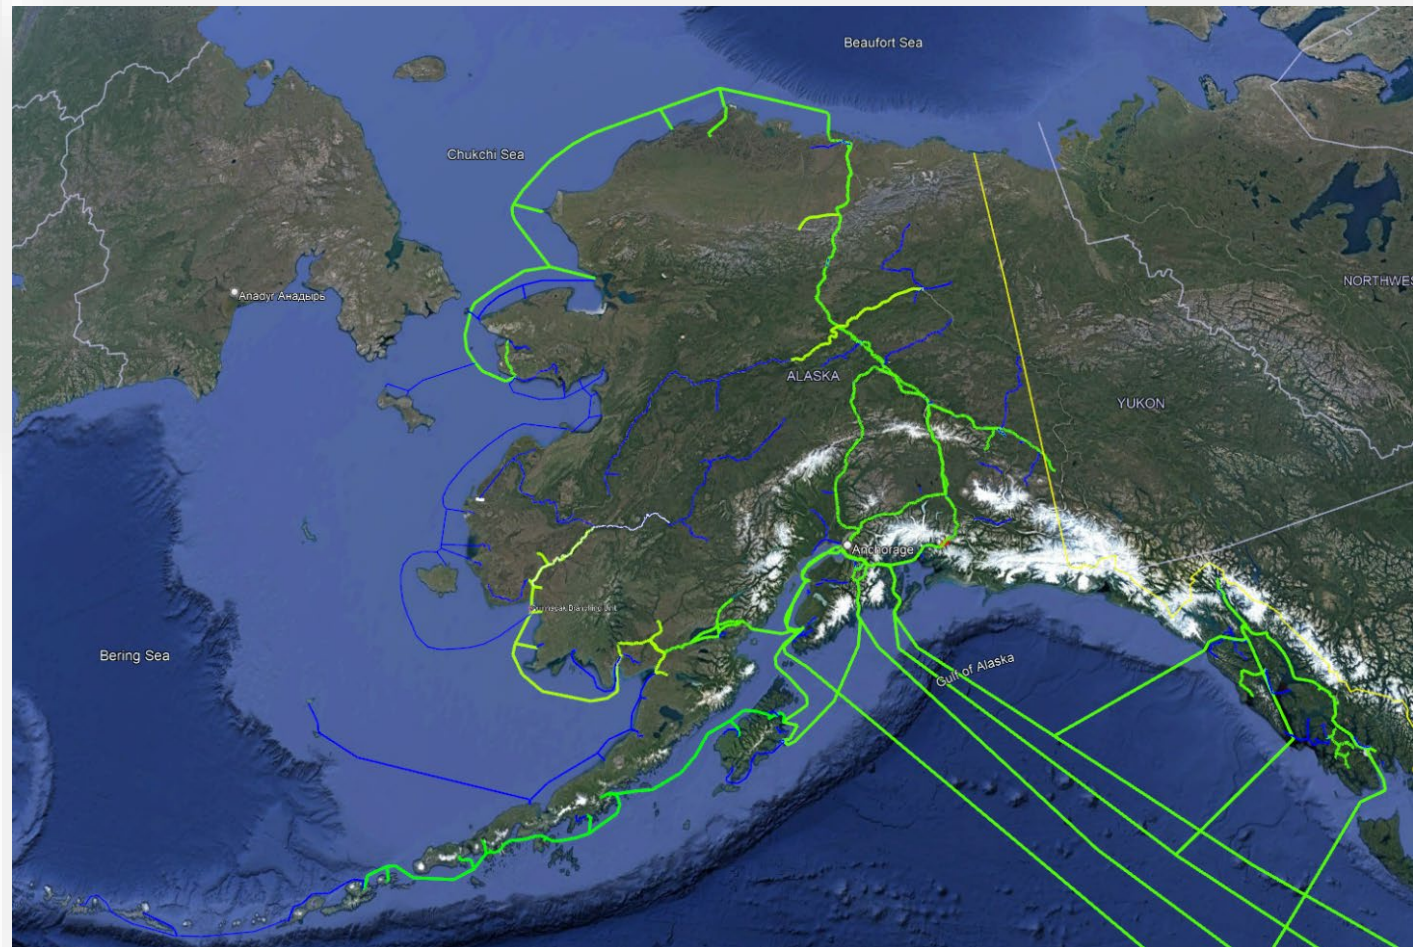 Beaufort Sea
Chukchi Sea
Anadyr Анадырь
NORTHWES
ALASKA
YUKON
Anchorage
Bering Sea
Gulf of Alaska